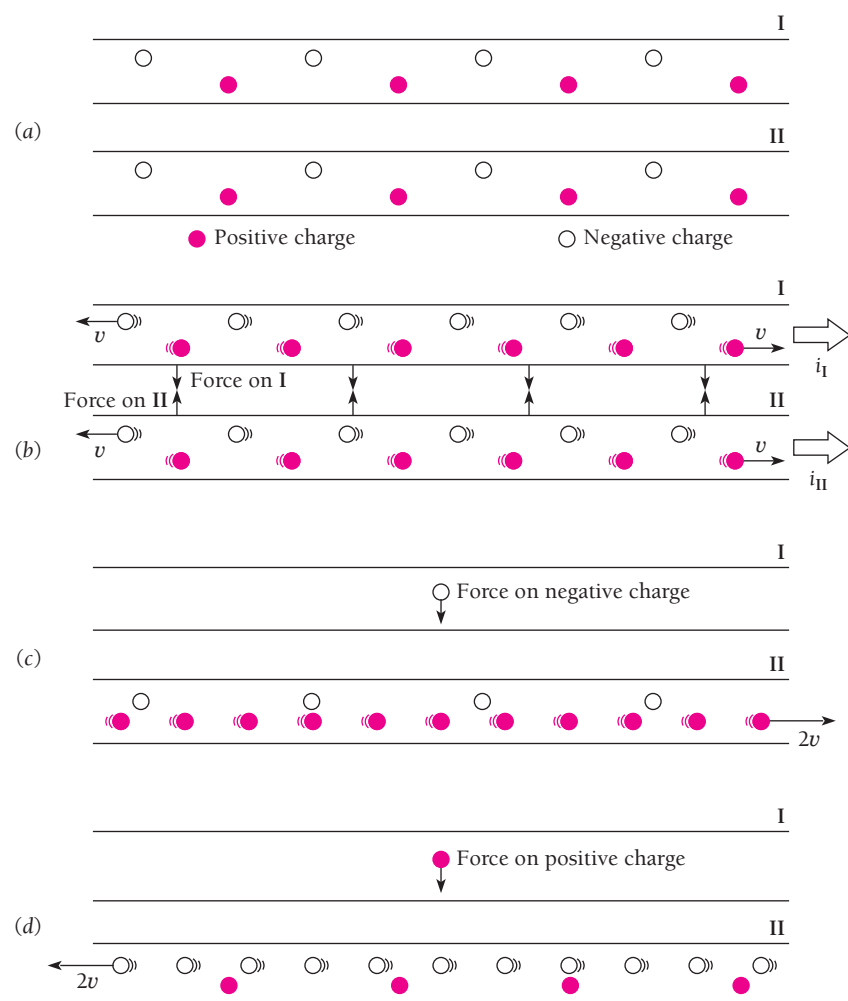 I
(a)
II
Positive charge Negative charge
I
v v
i_I
Force on I
Force on II
II
v v
(b)
i_II
I
Force on negative charge
(c)
II
2v
I
Force on positive charge
(d)
II
2v